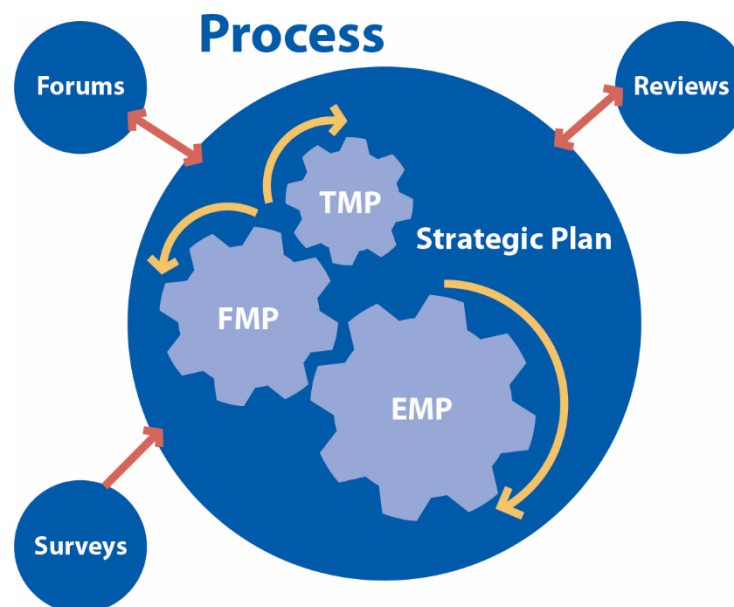 Process
Forums
Reviews
TMP
Strategic Plan
FMP
EMP
Surveys